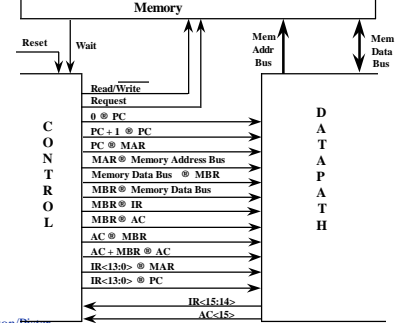 Memory
Reset
Wait
Mem
Addr
Bus
Mem
Data
Bus
Read/Write
Request
CONTROL
0 ® PC
PC + 1 ® PC
PC ® MAR
MAR® Memory Address Bus
Memory Data Bus ® MBR
MBR® Memory Data Bus
MBR® IR
MBR® AC
AC ® MBR
AC + MBR ® AC
IR<13:0> ® MAR
IR<13:0> ® PC
DATAPATH
IR<15:14>
AC<15>